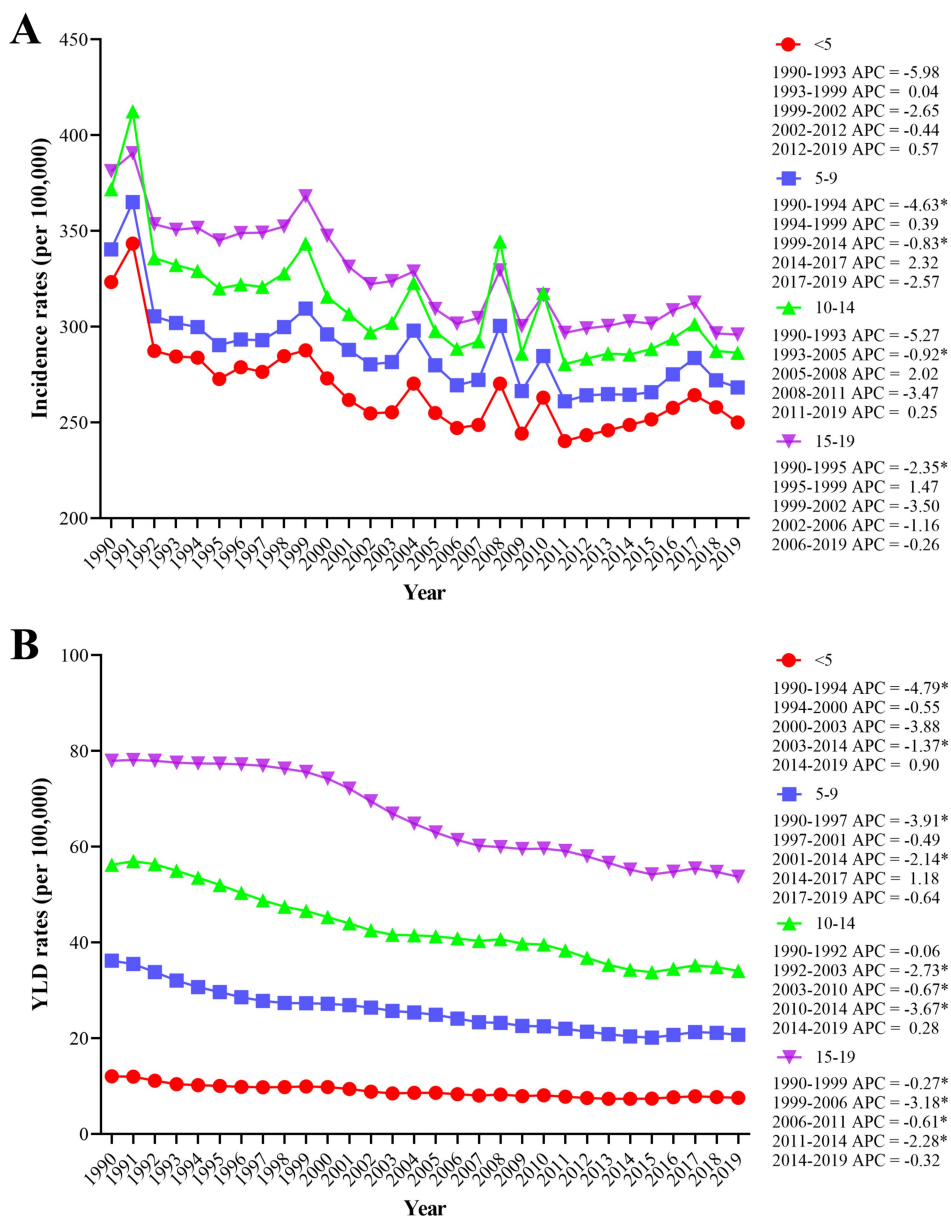 A
Incidence rates (per 100,000)
450
400
350
300
250
200
1990 1991 1992 1993 1994 1995 1996 1997 1998 1999 2000 2001 2002 2003 2004 2005 2006 2007 2008 2009 2010 2011 2012 2013 2014 2015 2016 2017 2018 2019
Year
<5
1990-1993 APC = -5.98
1993-1999 APC = 0.04
1999-2002 APC = -2.65
2002-2012 APC = -0.44
2012-2019 APC = 0.57
5-9
1990-1994 APC = -4.63*
1994-1999 APC = 0.39
1999-2014 APC = -0.83*
2014-2017 APC = 2.32
2017-2019 APC = -2.57
10-14
1990-1993 APC = -5.27
1993-2005 APC = -0.92*
2005-2008 APC = 2.02
2008-2011 APC = -3.47
2011-2019 APC = 0.25
15-19
1990-1995 APC = -2.35*
1995-1999 APC = 1.47
1999-2002 APC = -3.50
2002-2006 APC = -1.16
2006-2019 APC = -0.26
B
YLD rates (per 100,000)
100
80
60
40
20
0
1990 1991 1992 1993 1994 1995 1996 1997 1998 1999 2000 2001 2002 2003 2004 2005 2006 2007 2008 2009 2010 2011 2012 2013 2014 2015 2016 2017 2018 2019
Year
<5
1990-1994 APC = -4.79*
1994-2000 APC = -0.55
2000-2003 APC = -3.88
2003-2014 APC = -1.37*
2014-2019 APC = 0.90
5-9
1990-1997 APC = -3.91*
1997-2001 APC = -0.49
2001-2014 APC = -2.14*
2014-2017 APC = 1.18
2017-2019 APC = -0.64
10-14
1990-1992 APC = -0.06
1992-2003 APC = -2.73*
2003-2010 APC = -0.67*
2010-2014 APC = -3.67*
2014-2019 APC = 0.28
15-19
1990-1999 APC = -0.27*
1999-2006 APC = -3.18*
2006-2011 APC = -0.61*
2011-2014 APC = -2.28*
2014-2019 APC = -0.32